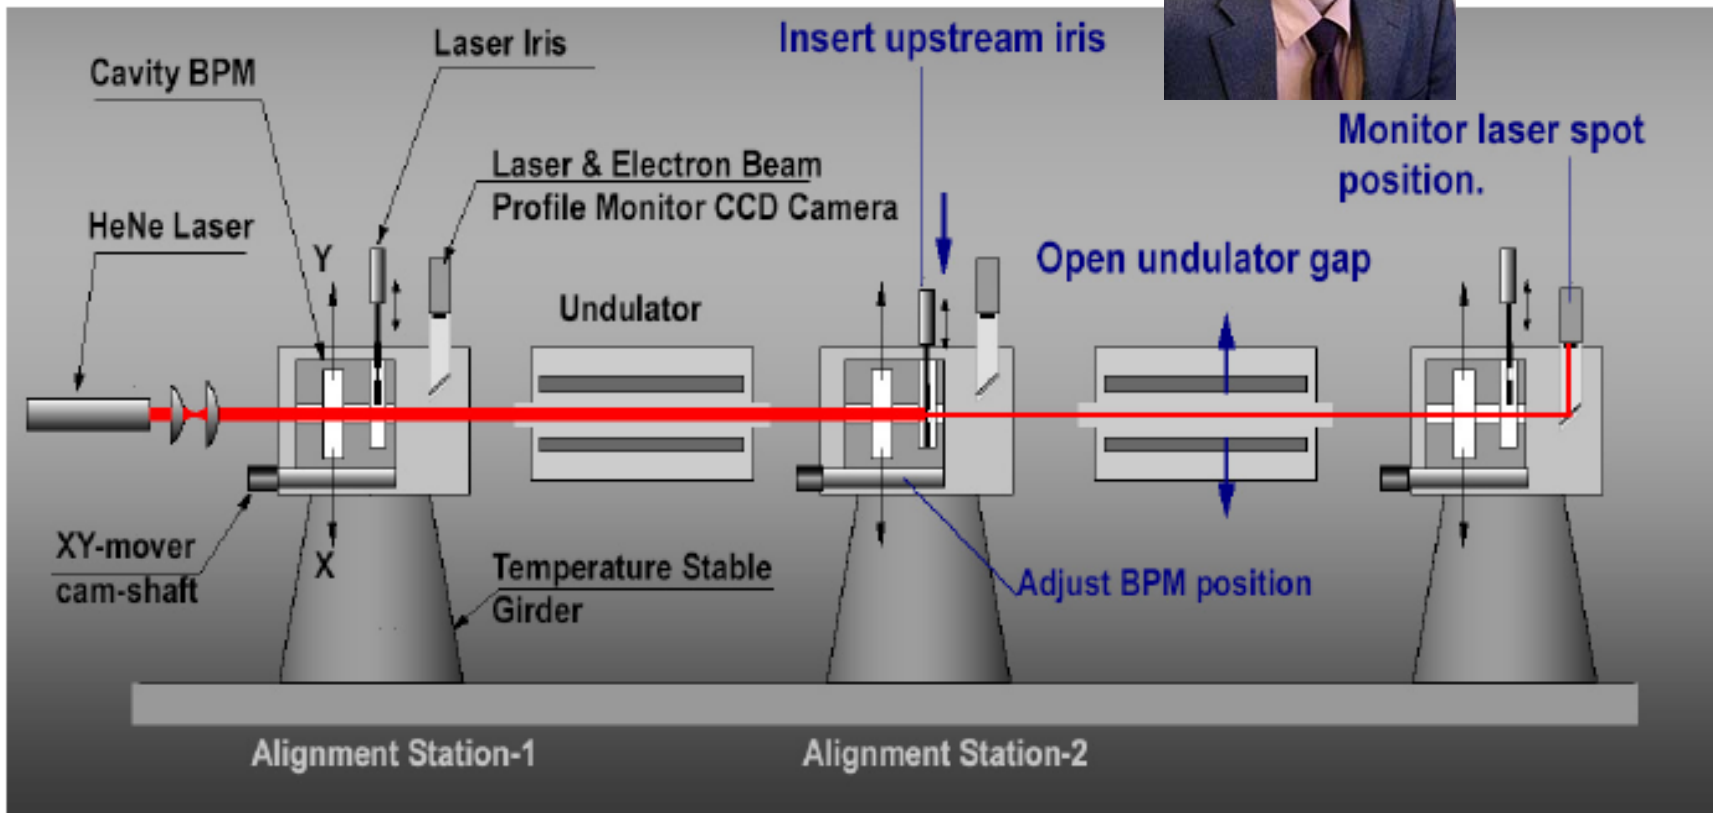 Laser Iris
Insert upstream iris
Cavity BPM
Monitor laser spot
position.
Laser & Electron Beam
Profile Monitor CCD Camera
HeNe Laser
Y
Open undulator gap
Undulator
XY-mover
cam-shaft
X
Temperature Stable
Girder
Adjust BPM position
Alignment Station-1
Alignment Station-2